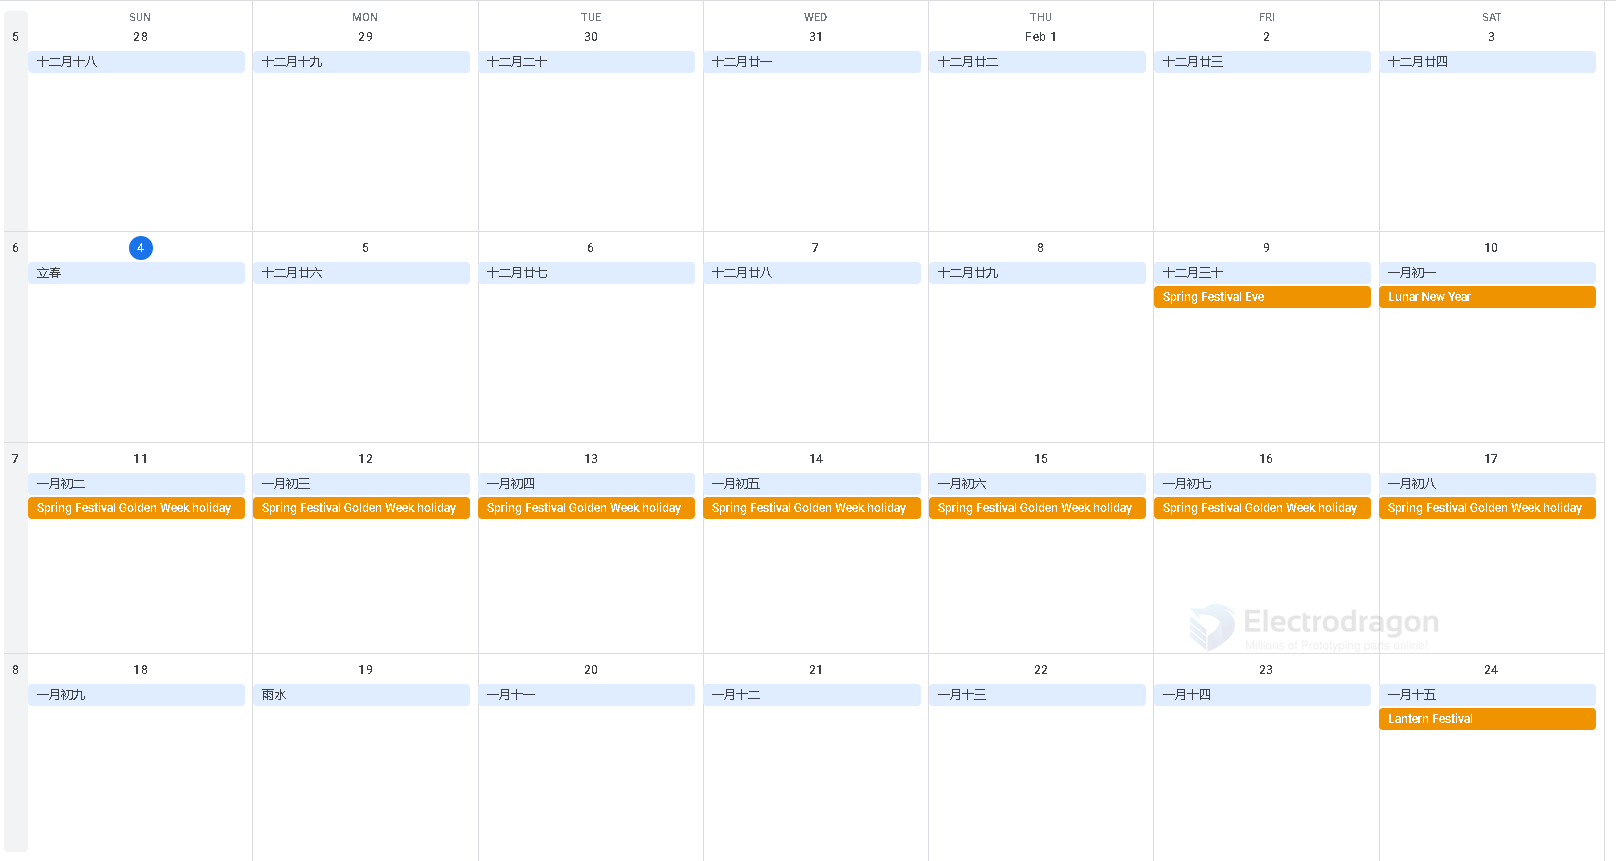 SUN MON TUE WED THU FRI SAT
5 28 29 30 31 Feb 1 2 3
十二月十八 十二月十九 十二月二十 十二月廿一 十二月廿二 十二月廿三 十二月廿四
6 4 5 6 7 8 9 10
立春 十二月廿六 十二月廿七 十二月廿八 十二月廿九 十二月三十 一月初一
Spring Festival Eve Lunar New Year
7 11 12 13 14 15 16 17
一月初二 一月初三 一月初四 一月初五 一月初六 一月初七 一月初八
Spring Festival Golden Week holiday Spring Festival Golden Week holiday Spring Festival Golden Week holiday Spring Festival Golden Week holiday Spring Festival Golden Week holiday Spring Festival Golden Week holiday Spring Festival Golden Week holiday
Electrodragon
Millions of Prototyping parts online!
8 18 19 20 21 22 23 24
一月初九 雨水 一月十一 一月十二 一月十三 一月十四 一月十五
Lantern Festival